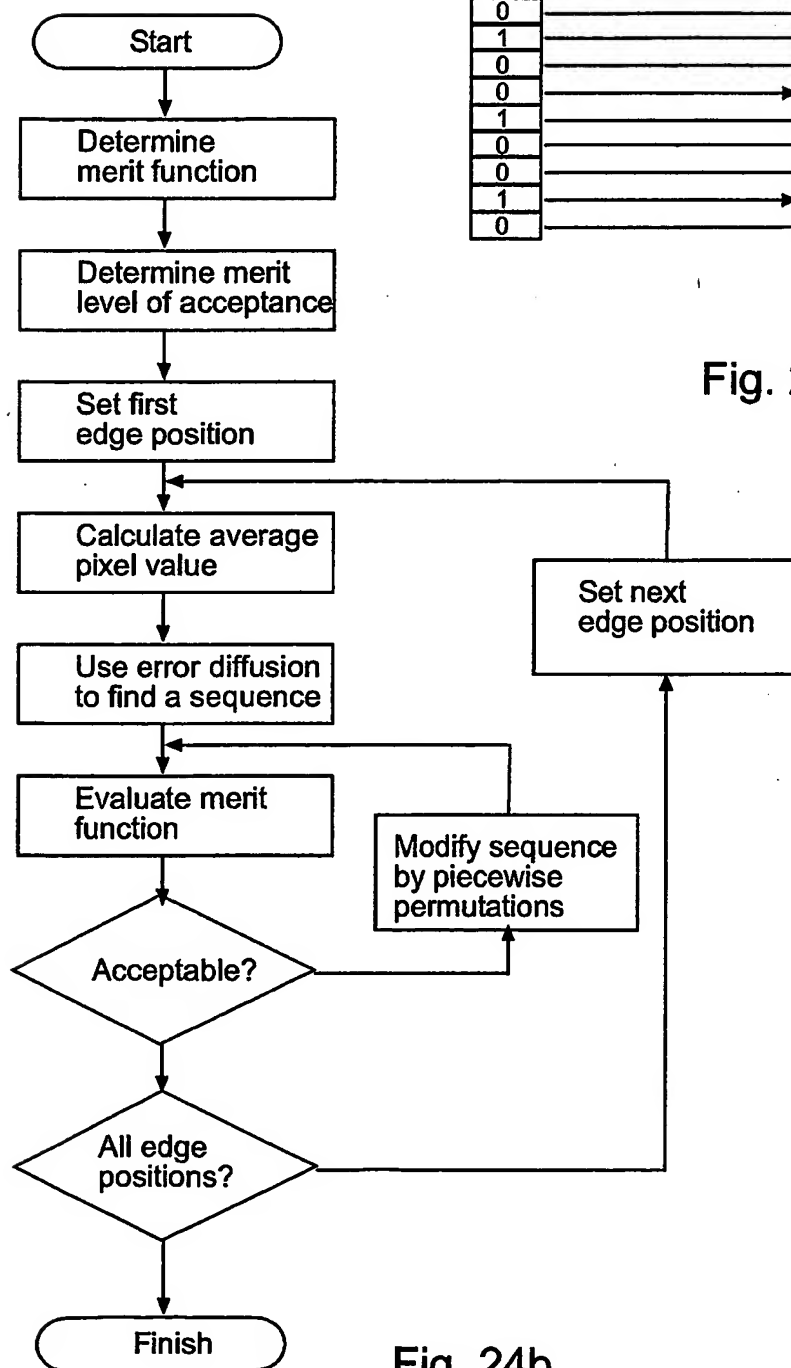 Start
Determine
merit function
Determine merit
level of acceptance
Set first
edge position
Calculate average
pixel value
Use error diffusion
to find a sequence
Evaluate merit
function
Acceptable?
All edge
positions?
Finish
Modify sequence
by piecewise
permutations
Set next
edge position
0
1
0
0
1
0
0
1
0
Fig.
Fig. 24b